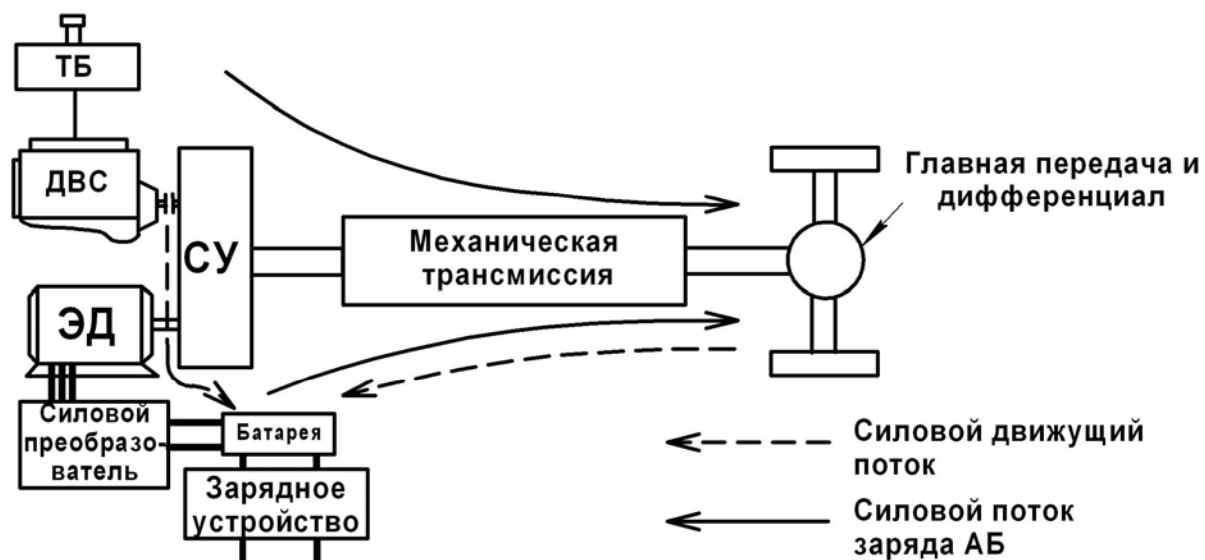 ТБ
ДВС
СУ
ЭД
Механическая
трансмиссия
Главная передача и
дифференциал
Силовой
преобразо-
ватель
Батарея
Зарядное
устройство
Силовой движущий
поток
Силовой поток
заряда АБ